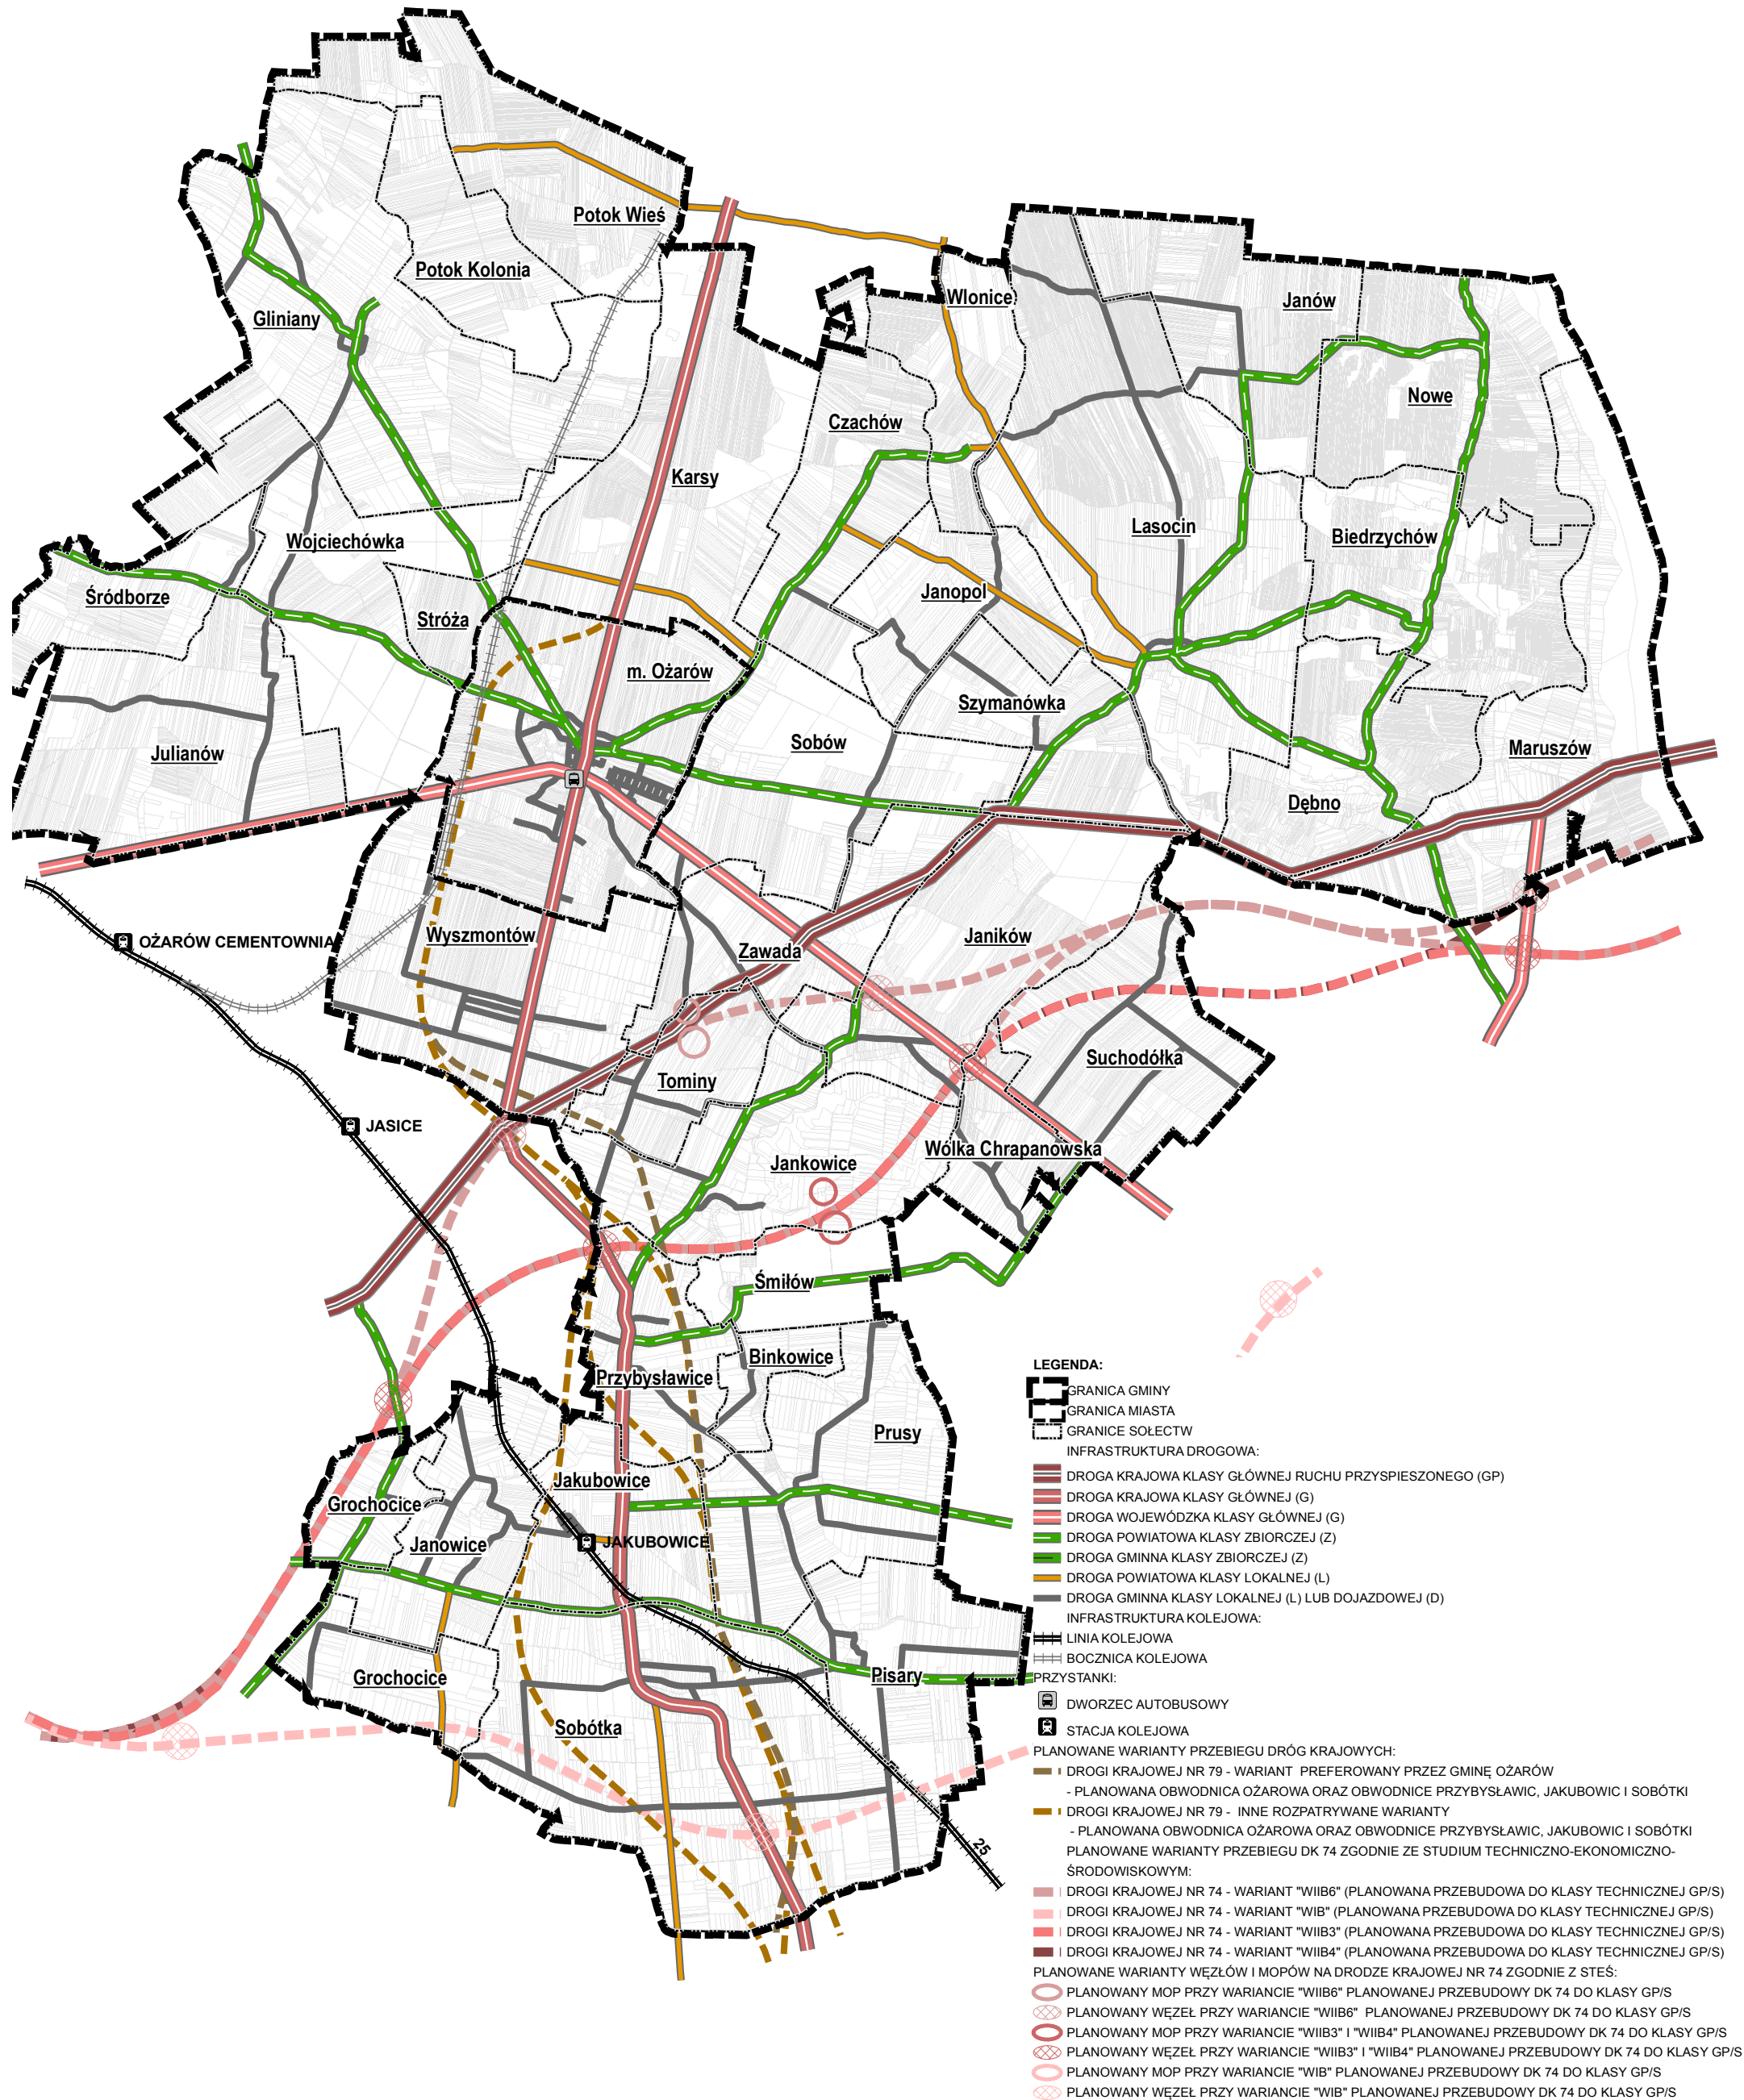 Potok Wieś
Potok Kolonia
Gliniany
Wlonice
Janów
Nowe
Czachów
Karsy
Lasocin
Biedrzychów
Wojciechówka
Śródborze
Stróża
Janopol
m. Ożarów
Szymanówka
Sobów
Julianów
Maruszów
Dębno
OŻARÓW CEMENTOWNIA
Wyszmontów
Zawada
Janików
Suchodółka
Tominy
JASICE
Jankowice
Wólka Chrapanowska
Śmiłów
Binkowice
Przybysławice
Prusy
Jakubowice
Grochocice
Janowice
JAKUBOWICE
Grochocice
Pisary
Sobótka
25
LEGENDA:
GRANICA GMINY
GRANICA MIASTA
GRANICE SOŁECTW
INFRASTRUKTURA DROGOWA:
DROGA KRAJOWA KLASY GŁÓWNEJ RUCHU PRZYSPIESZONEGO (GP)
DROGA KRAJOWA KLASY GŁÓWNEJ (G)
DROGA WOJEWÓDZKA KLASY GŁÓWNEJ (G)
DROGA POWIATOWA KLASY ZBIORCZEJ (Z)
DROGA GMINNA KLASY ZBIORCZEJ (Z)
DROGA POWIATOWA KLASY LOKALNEJ (L)
DROGA GMINNA KLASY LOKALNEJ (L) LUB DOJAZDOWEJ (D)
INFRASTRUKTURA KOLEJOWA:
LINIA KOLEJOWA
BOCZNICA KOLEJOWA
PRZYSTANKI:
DWORZEC AUTOBUSOWY
STACJA KOLEJOWA
PLANOWANE WARIANTY PRZEBIEGU DRÓG KRAJOWYCH:
DROGI KRAJOWEJ NR 79 - WARIANT PREFEROWANY PRZEZ GMINĘ OŻARÓW
- PLANOWANA OBWODNICA OŻAROWA ORAZ OBWODNICE PRZYBYSŁAWIC, JAKUBOWIC I SOBÓTKI
DROGI KRAJOWEJ NR 79 - INNE ROZPATRYWANE WARIANTY
- PLANOWANA OBWODNICA OŻAROWA ORAZ OBWODNICE PRZYBYSŁAWIC, JAKUBOWIC I SOBÓTKI
PLANOWANE WARIANTY PRZEBIEGU DK 74 ZGODNIE ZE STUDIUM TECHNICZNO-EKONOMICZNO-
ŚRODOWISKOWYM:
DROGI KRAJOWEJ NR 74 - WARIANT "WIIB6" (PLANOWANA PRZEBUDOWA DO KLASY TECHNICZNEJ GP/S)
DROGI KRAJOWEJ NR 74 - WARIANT "WIB" (PLANOWANA PRZEBUDOWA DO KLASY TECHNICZNEJ GP/S)
DROGI KRAJOWEJ NR 74 - WARIANT "WIIB3" (PLANOWANA PRZEBUDOWA DO KLASY TECHNICZNEJ GP/S)
DROGI KRAJOWEJ NR 74 - WARIANT "WIIB4" (PLANOWANA PRZEBUDOWA DO KLASY TECHNICZNEJ GP/S)
PLANOWANE WARIANTY WĘZŁÓW I MOPÓW NA DRODZE KRAJOWEJ NR 74 ZGODNIE Z STEŚ:
PLANOWANY MOP PRZY WARIANCIE "WIIB6" PLANOWANEJ PRZEBUDOWY DK 74 DO KLASY GP/S
PLANOWANY WĘZEŁ PRZY WARIANCIE "WIIB6" PLANOWANEJ PRZEBUDOWY DK 74 DO KLASY GP/S
PLANOWANY MOP PRZY WARIANCIE "WIIB3" I "WIIB4" PLANOWANEJ PRZEBUDOWY DK 74 DO KLASY GP/S
PLANOWANY WĘZEŁ PRZY WARIANCIE "WIIB3" I "WIIB4" PLANOWANEJ PRZEBUDOWY DK 74 DO KLASY GP/S
PLANOWANY MOP PRZY WARIANCIE "WIB" PLANOWANEJ PRZEBUDOWY DK 74 DO KLASY GP/S
PLANOWANY WĘZEŁ PRZY WARIANCIE "WIB" PLANOWANEJ PRZEBUDOWY DK 74 DO KLASY GP/S